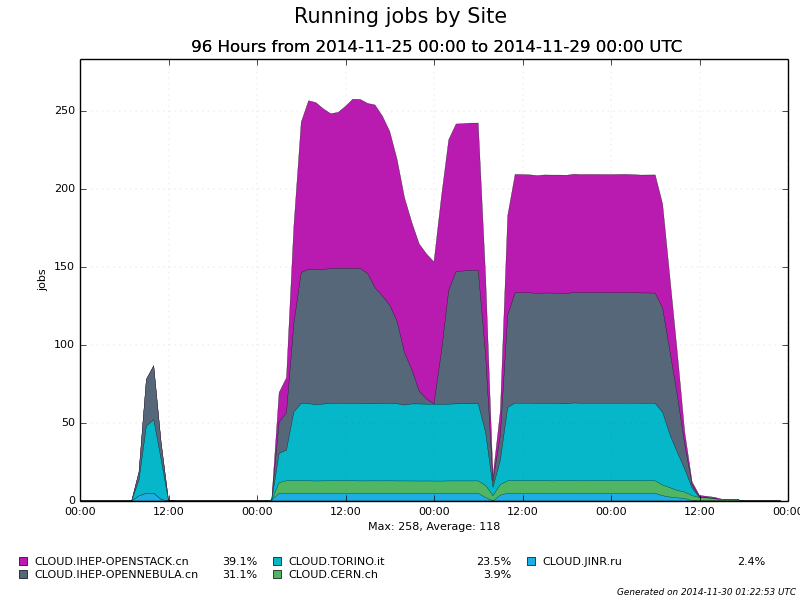 Running jobs by Site
96 Hours from 2014-11-25 00:00 to 2014-11-29 00:00 UTC
250
200
150
100
50
0
jobs
00:00 12:00 00:00 12:00 00:00 12:00 00:00 12:00 00:00
Max: 258, Average: 118
CLOUD.IHEP-OPENSTACK.cn 39.1% CLOUD.TORINO.it 23.5% CLOUD.JINR.ru 2.4%
CLOUD.IHEP-OPENNEBULA.cn 31.1% CLOUD.CERN.ch 3.9%
Generated on 2014-11-30 01:22:53 UTC